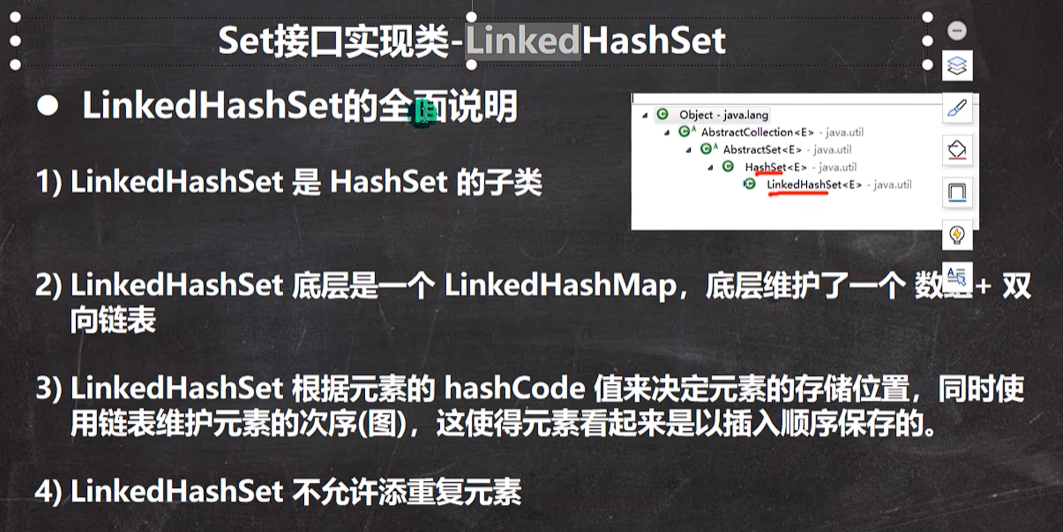 Set接口实现类-LinkedHashSet
● LinkedHashSet的全面说明
Object - java.lang
AbstractCollection<E> - java.util
AbstractSet<E> - java.util
HashSet<E> - java.util
LinkedHashSet<E> - java.util
1) LinkedHashSet 是 HashSet 的子类
2) LinkedHashSet 底层是一个 LinkedHashMap，底层维护了一个 数组+ 双
向链表
3) LinkedHashSet 根据元素的 hashCode 值来决定元素的存储位置，同时使
用链表维护元素的次序(图)，这使得元素看起来是以插入顺序保存的。
4) LinkedHashSet 不允许添重复元素